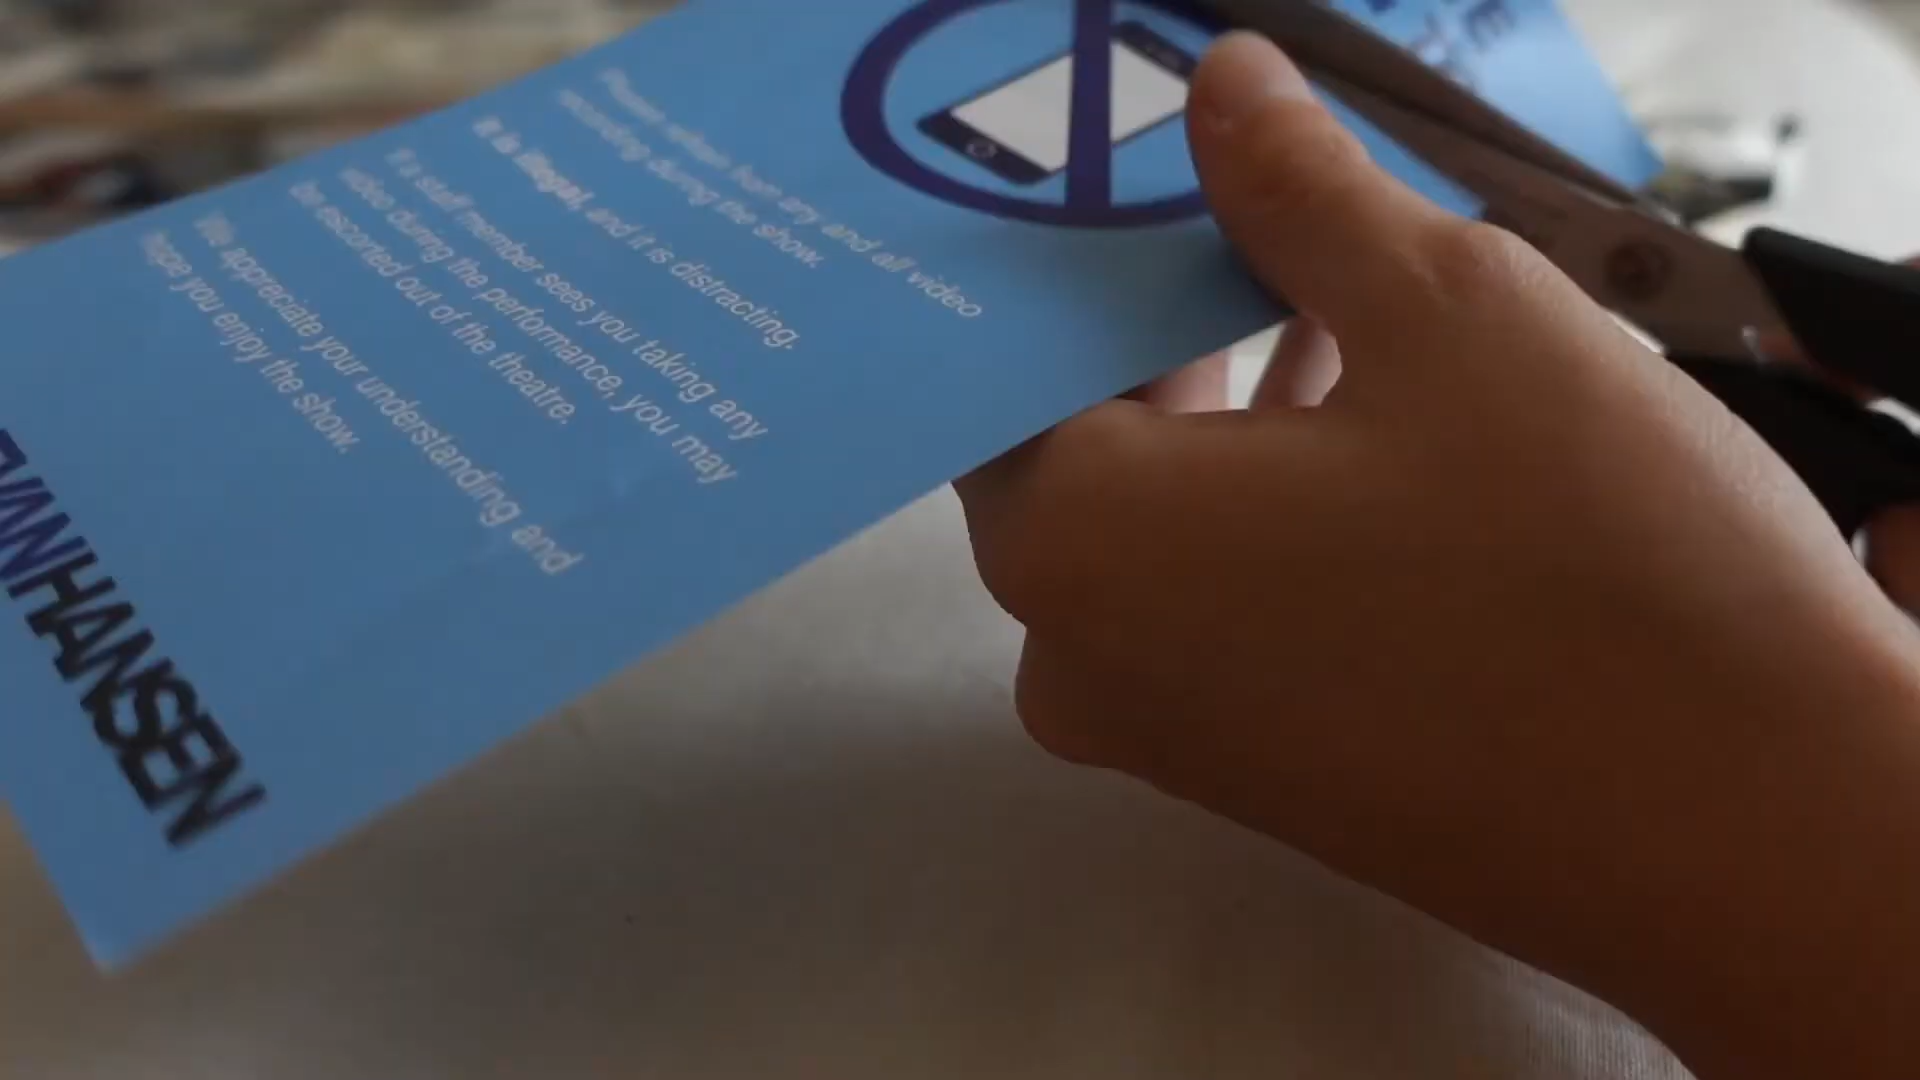 Please refrain from any and all video
recording during the show.
It is illegal, and it is distracting.
If a staff member sees you taking any
video during the performance, you may
be escorted out of the theatre.
We appreciate your understanding and
hope you enjoy the show.
EVANHANSEN